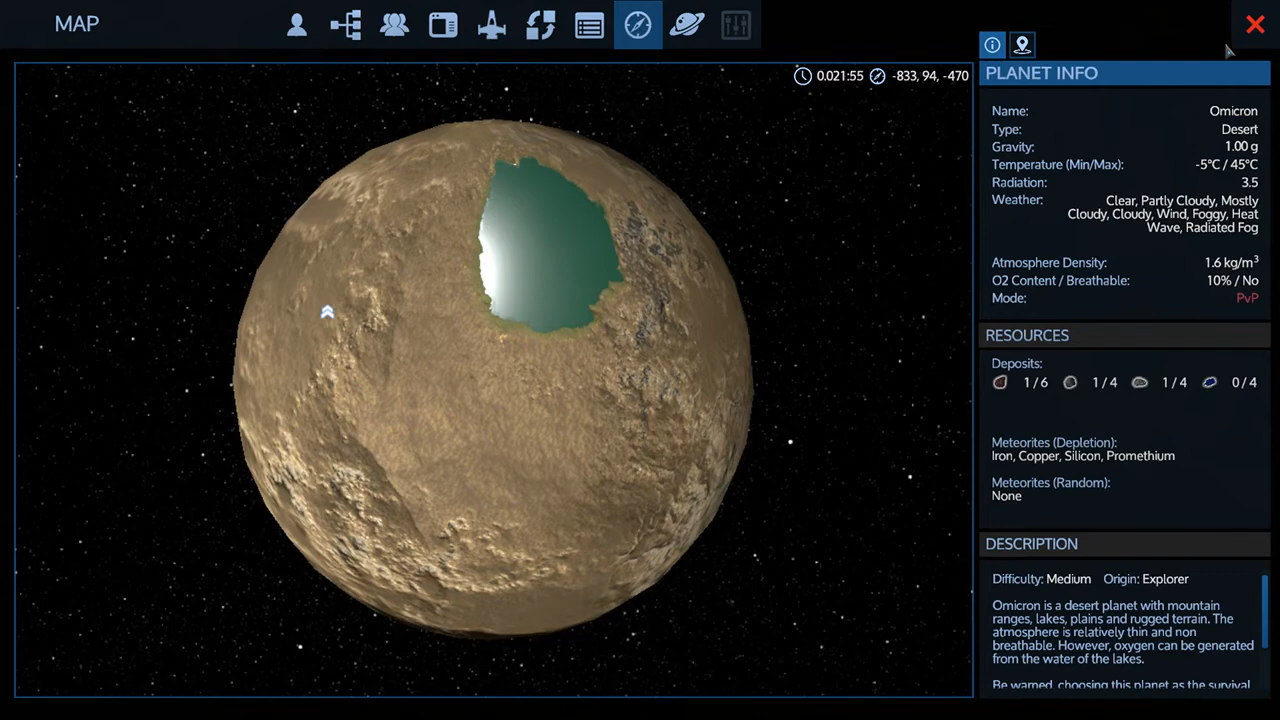 MAP
0.021:55 -833, 94, -470
PLANET INFO
Name: Omicron
Type: Desert
Gravity: 1.00 g
Temperature (Min/Max): -5°C / 45°C
Radiation: 3.5
Weather: Clear, Partly Cloudy, Mostly
Cloudy, Cloudy, Wind, Foggy, Heat
Wave, Radiated Fog
Atmosphere Density: 1.6 kg/m³
O2 Content / Breathable: 10% / No
Mode: PvP
RESOURCES
Deposits:
1 / 6 1 / 4 1 / 4 0 / 4
Meteorites (Depletion):
Iron, Copper, Silicon, Promethium
Meteorites (Random):
None
DESCRIPTION
Difficulty: Medium Origin: Explorer
Omicron is a desert planet with mountain
ranges, lakes, plains and rugged terrain. The
atmosphere is relatively thin and non
breathable. However, oxygen can be generated
from the water of the lakes.
Be warned, choosing this planet as the survival